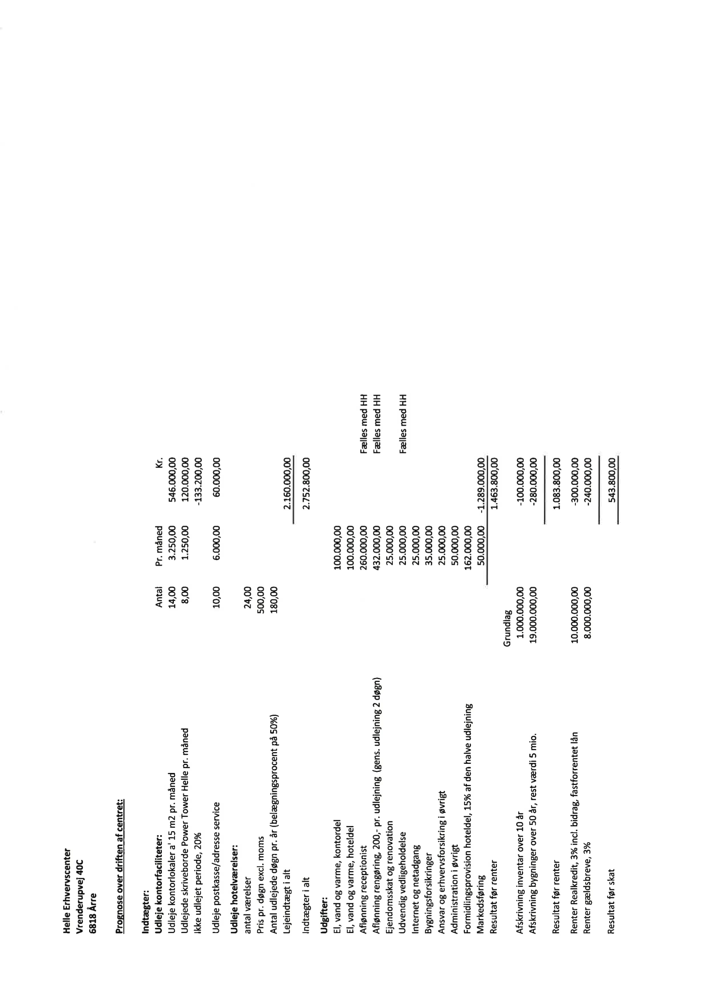 Helle Erhvervscenter
Vrenderupvej 40C
6818 Årre
Prognose over driften af centret:
Indtægter:
Udleje kontorfaciliteter: Antal Pr. måned Kr.
Udleje kontorlokaler a' 15 m2 pr. måned 14,00 3.250,00 546.000,00
Udlejede skriveborde Power Tower Helle pr. måned 8,00 1.250,00 120.000,00
Ikke udlejet periode, 20% -133.200,00
Udleje postkasse/adresse service 10,00 6.000,00 60.000,00
Udleje hotelværelser:
antal værelser 24,00
Pris pr. døgn excl. moms 500,00
Antal udlejede døgn pr. år (belægningsprocent på 50%) 180,00
Lejeindtægt i alt 2.160.000,00
Indtægter i alt 2.752.800,00
Udgifter:
El, vand og varme, kontordel 100.000,00
El, vand og varme, hoteldel 100.000,00
Aflønning receptionist 260.000,00 Fælles med HH
Aflønning rengøring, 200,- pr. udlejning (gens. udlejning 2 døgn) 432.000,00 Fælles med HH
Ejendomsskat og renovation 25.000,00
Udvendig vedligeholdelse 25.000,00 Fælles med HH
Internet og netadgang 25.000,00
Bygningsforsikringer 35.000,00
Ansvar og erhvervsforsikring i øvrigt 25.000,00
Administration i øvrigt 50.000,00
Formidlingsprovision hoteldel, 15% af den halve udlejning 162.000,00
Markedsføring 50.000,00 -1.289.000,00
Resultat før renter 1.463.800,00
Grundlag
Afskrivning inventar over 10 år 1.000.000,00 -100.000,00
Afskrivning bygninger over 50 år, rest værdi 5 mio. 19.000.000,00 -280.000,00
Resultat før renter 1.083.800,00
Renter Realkredit, 3% incl. bidrag, fastforrentet lån 10.000.000,00 -300.000,00
Renter gældsbreve, 3% 8.000.000,00 -240.000,00
Resultat før skat 543.800,00